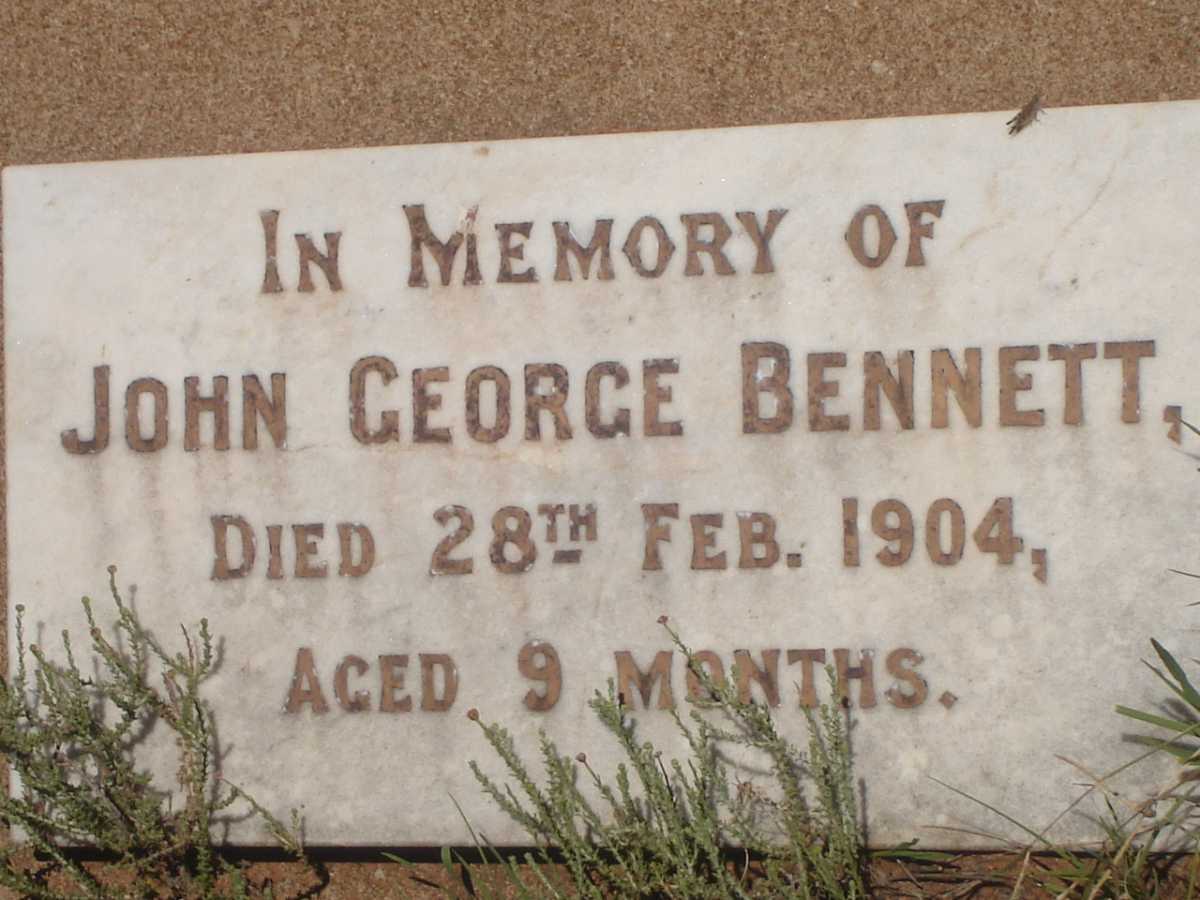 In Memory of
John George Bennett,
Died 28th Feb. 1904,
Aged 9 months.